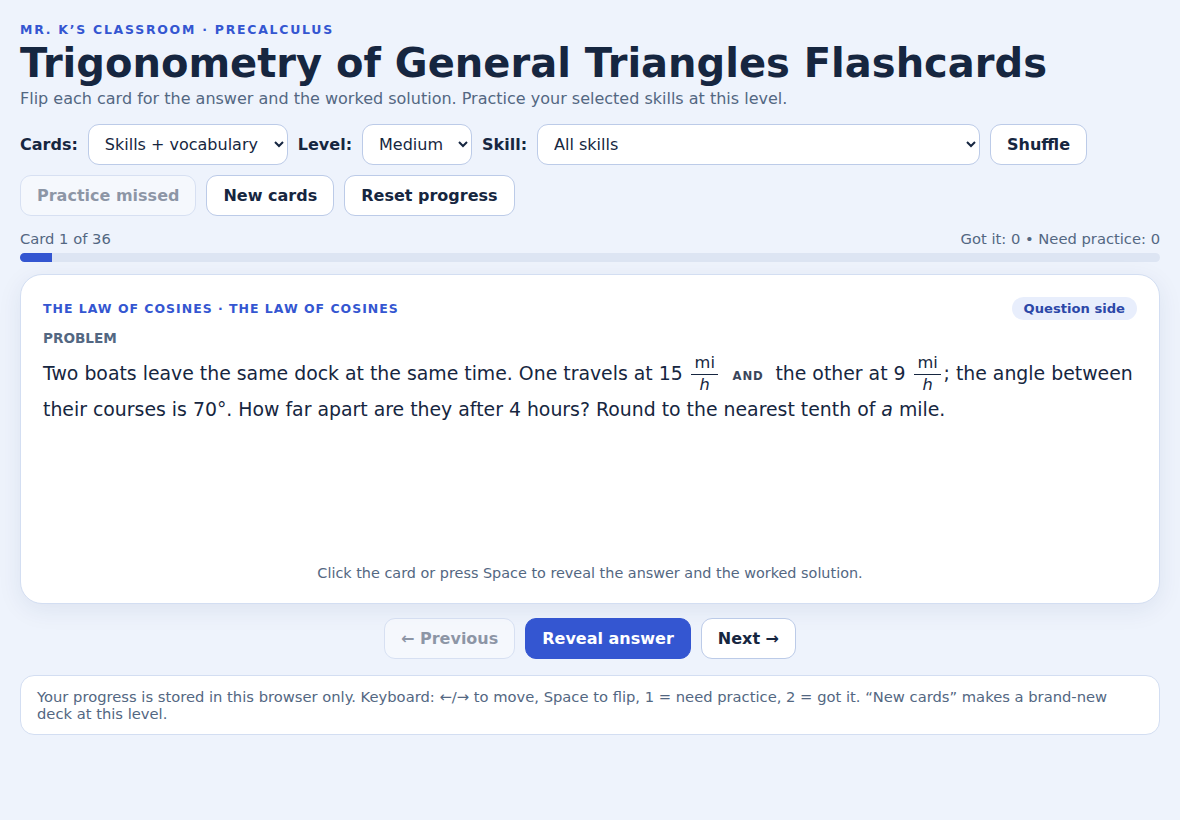 MR. K’S CLASSROOM · PRECALCULUS
Trigonometry of General Triangles Flashcards
Flip each card for the answer and the worked solution. Practice your selected skills at this level.
Cards: Skills + vocabulary Level: Medium Skill: All skills Shuffle
Practice missed New cards Reset progress
Card 1 of 36 Got it: 0 • Need practice: 0
THE LAW OF COSINES · THE LAW OF COSINES Question side
PROBLEM
Two boats leave the same dock at the same time. One travels at 15 mi/h AND the other at 9 mi/h; the angle between
their courses is 70°. How far apart are they after 4 hours? Round to the nearest tenth of a mile.
Click the card or press Space to reveal the answer and the worked solution.
← Previous Reveal answer Next →
Your progress is stored in this browser only. Keyboard: ←/→ to move, Space to flip, 1 = need practice, 2 = got it. “New cards” makes a brand-new
deck at this level.